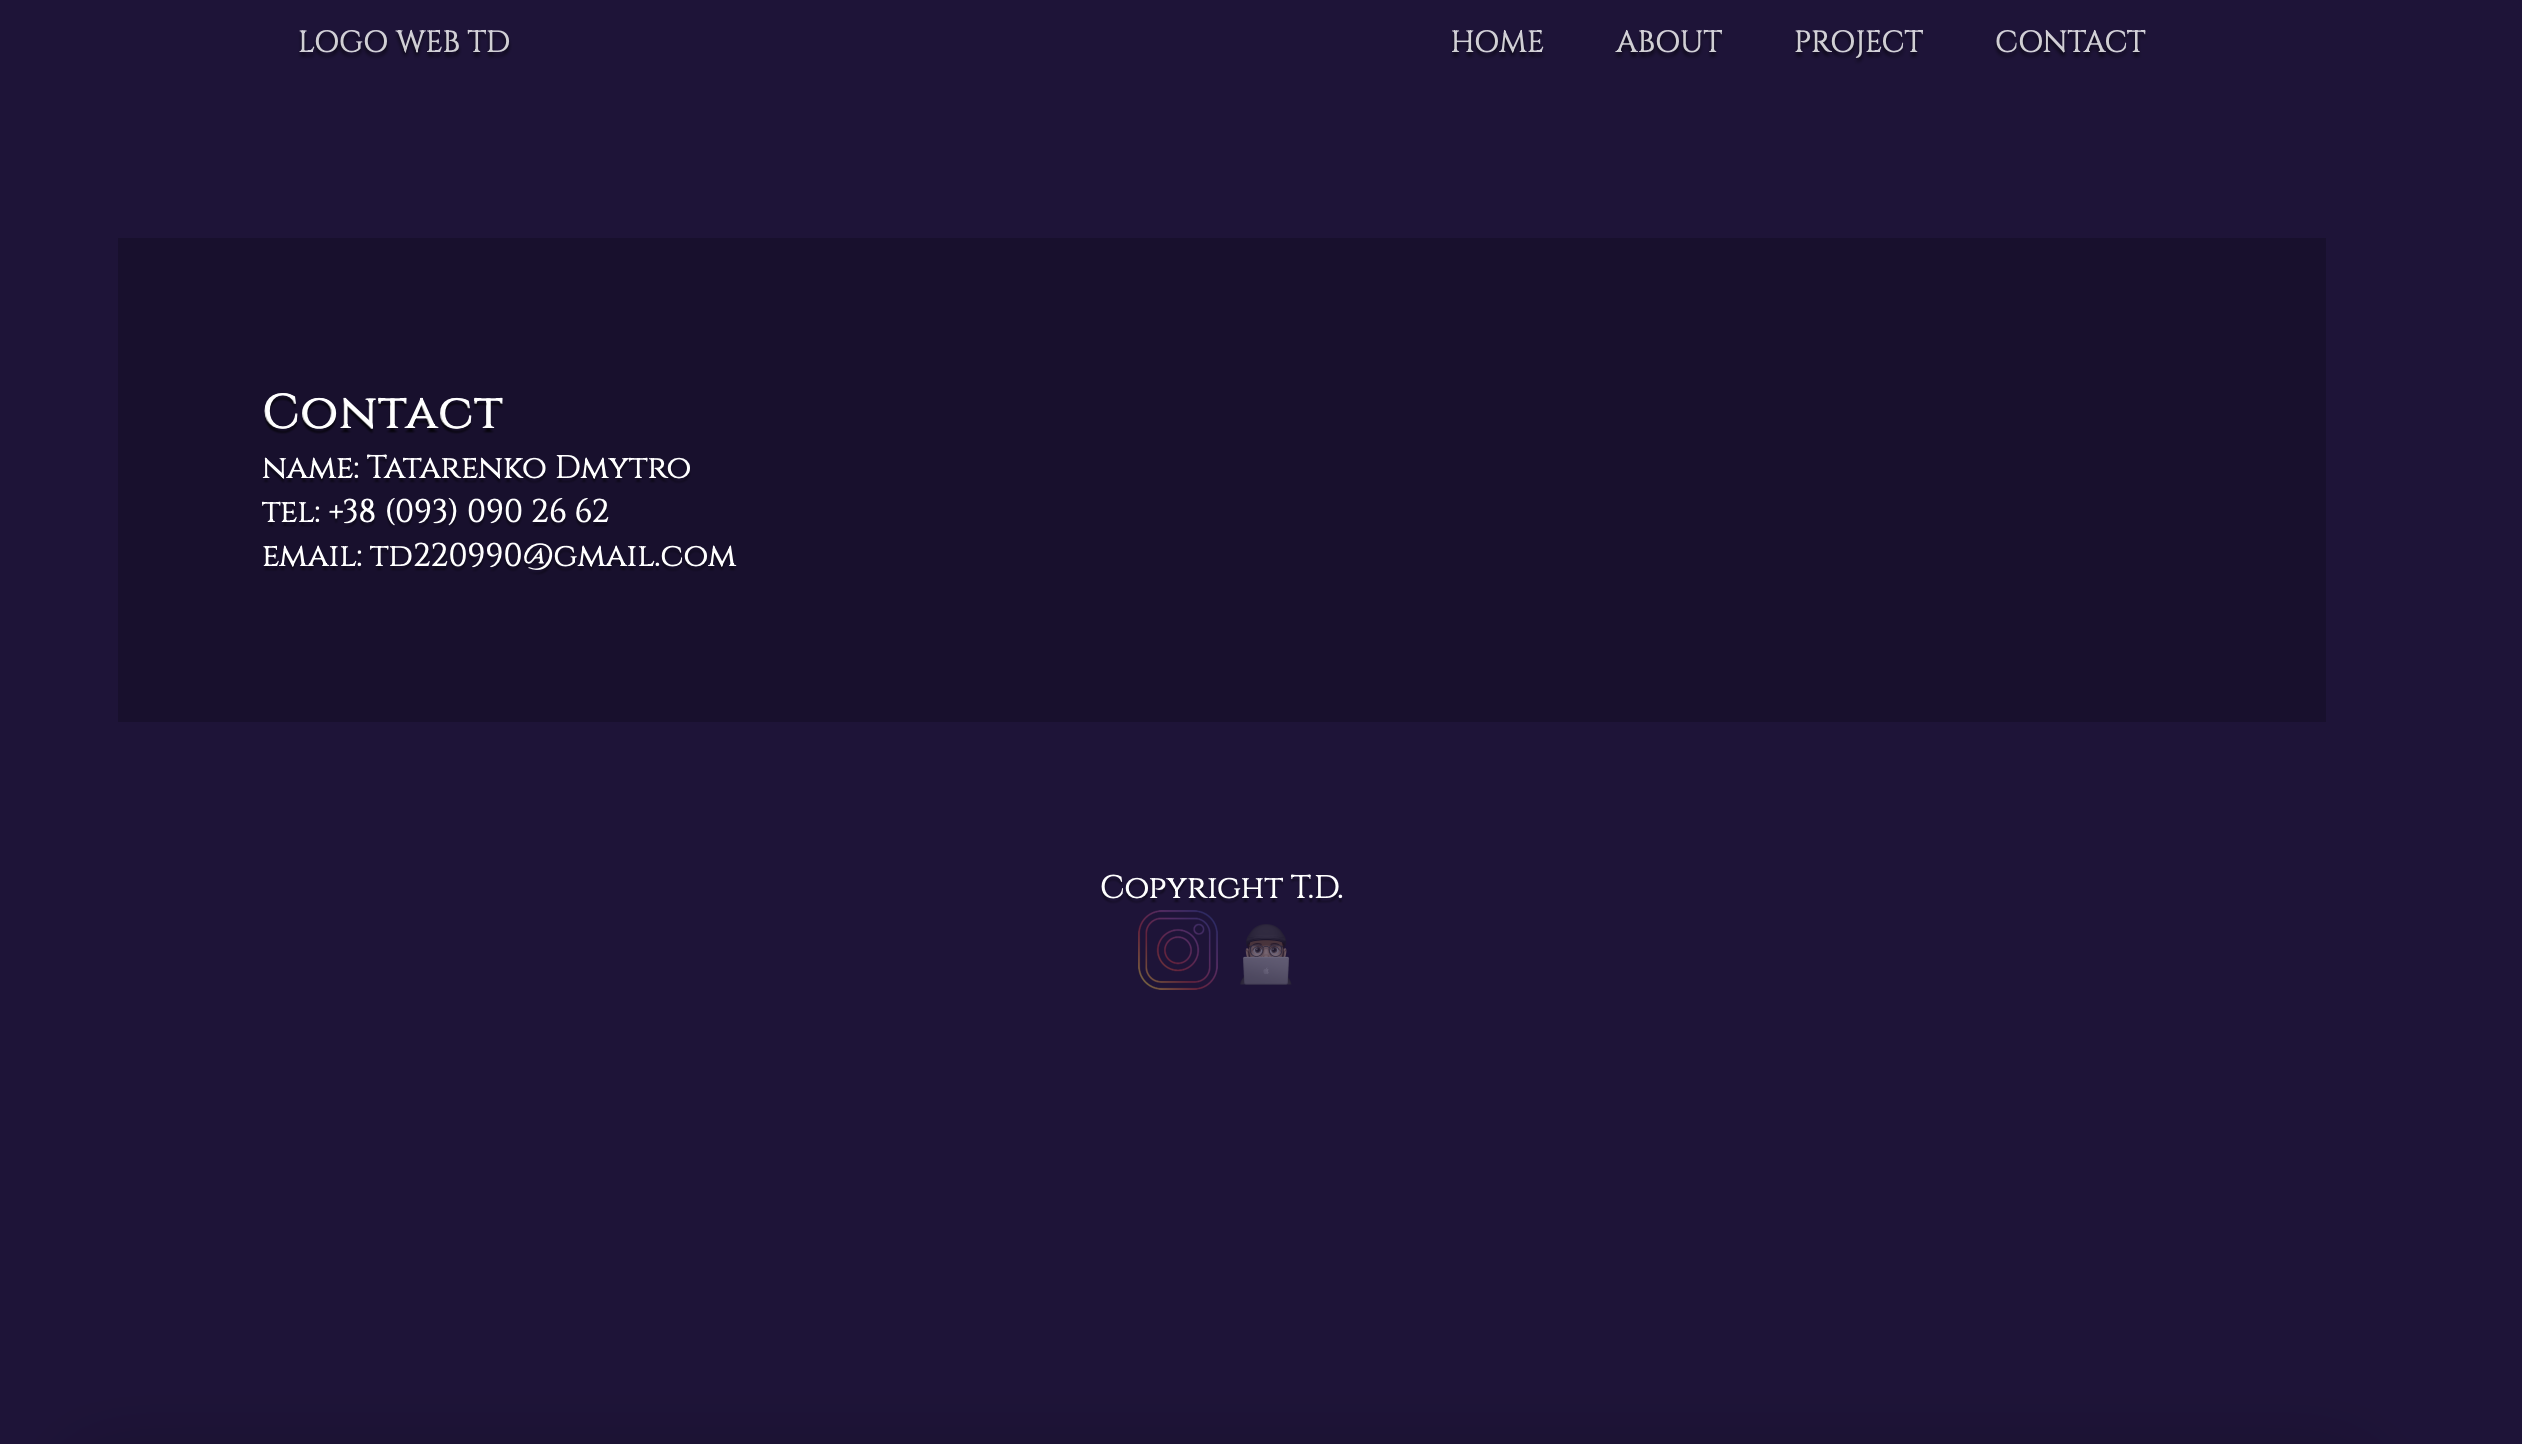 LOGO WEB TD
HOME ABOUT PROJECT CONTACT
Contact
name: Tatarenko Dmytro
tel: +38 (093) 090 26 62
email: td220990@gmail.com
Copyright T.D.